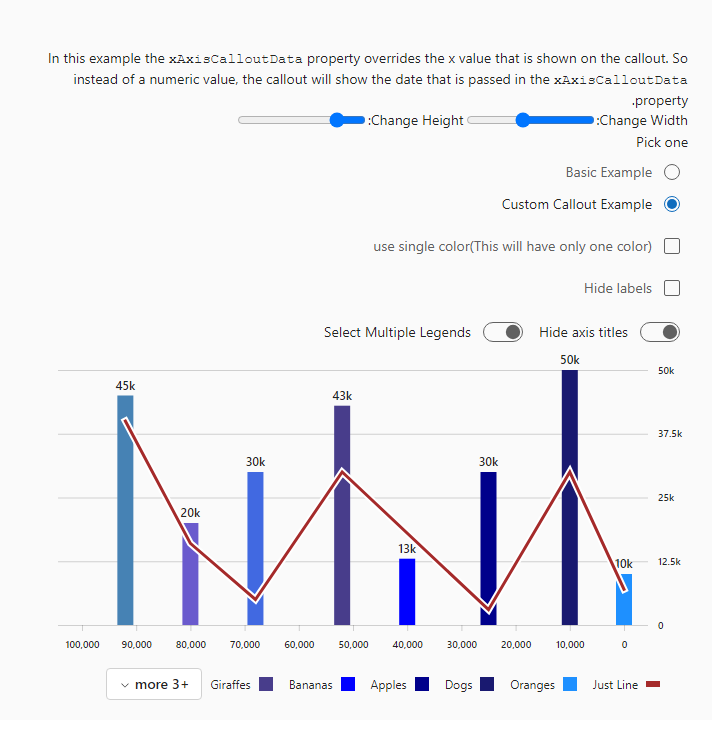 In this example the xAxisCalloutData property overrides the x value that is shown on the callout. So
instead of a numeric value, the callout will show the date that is passed in the xAxisCalloutData
.property
:Change Height :Change Width
Pick one
Basic Example
Custom Callout Example
use single color(This will have only one color)
Hide labels
Select Multiple Legends Hide axis titles
50k
45k
43k
30k
30k
20k
13k
10k
50k
37.5k
25k
12.5k
0
100,000 90,000 80,000 70,000 60,000 50,000 40,000 30,000 20,000 10,000 0
more 3+ Giraffes Bananas Apples Dogs Oranges Just Line